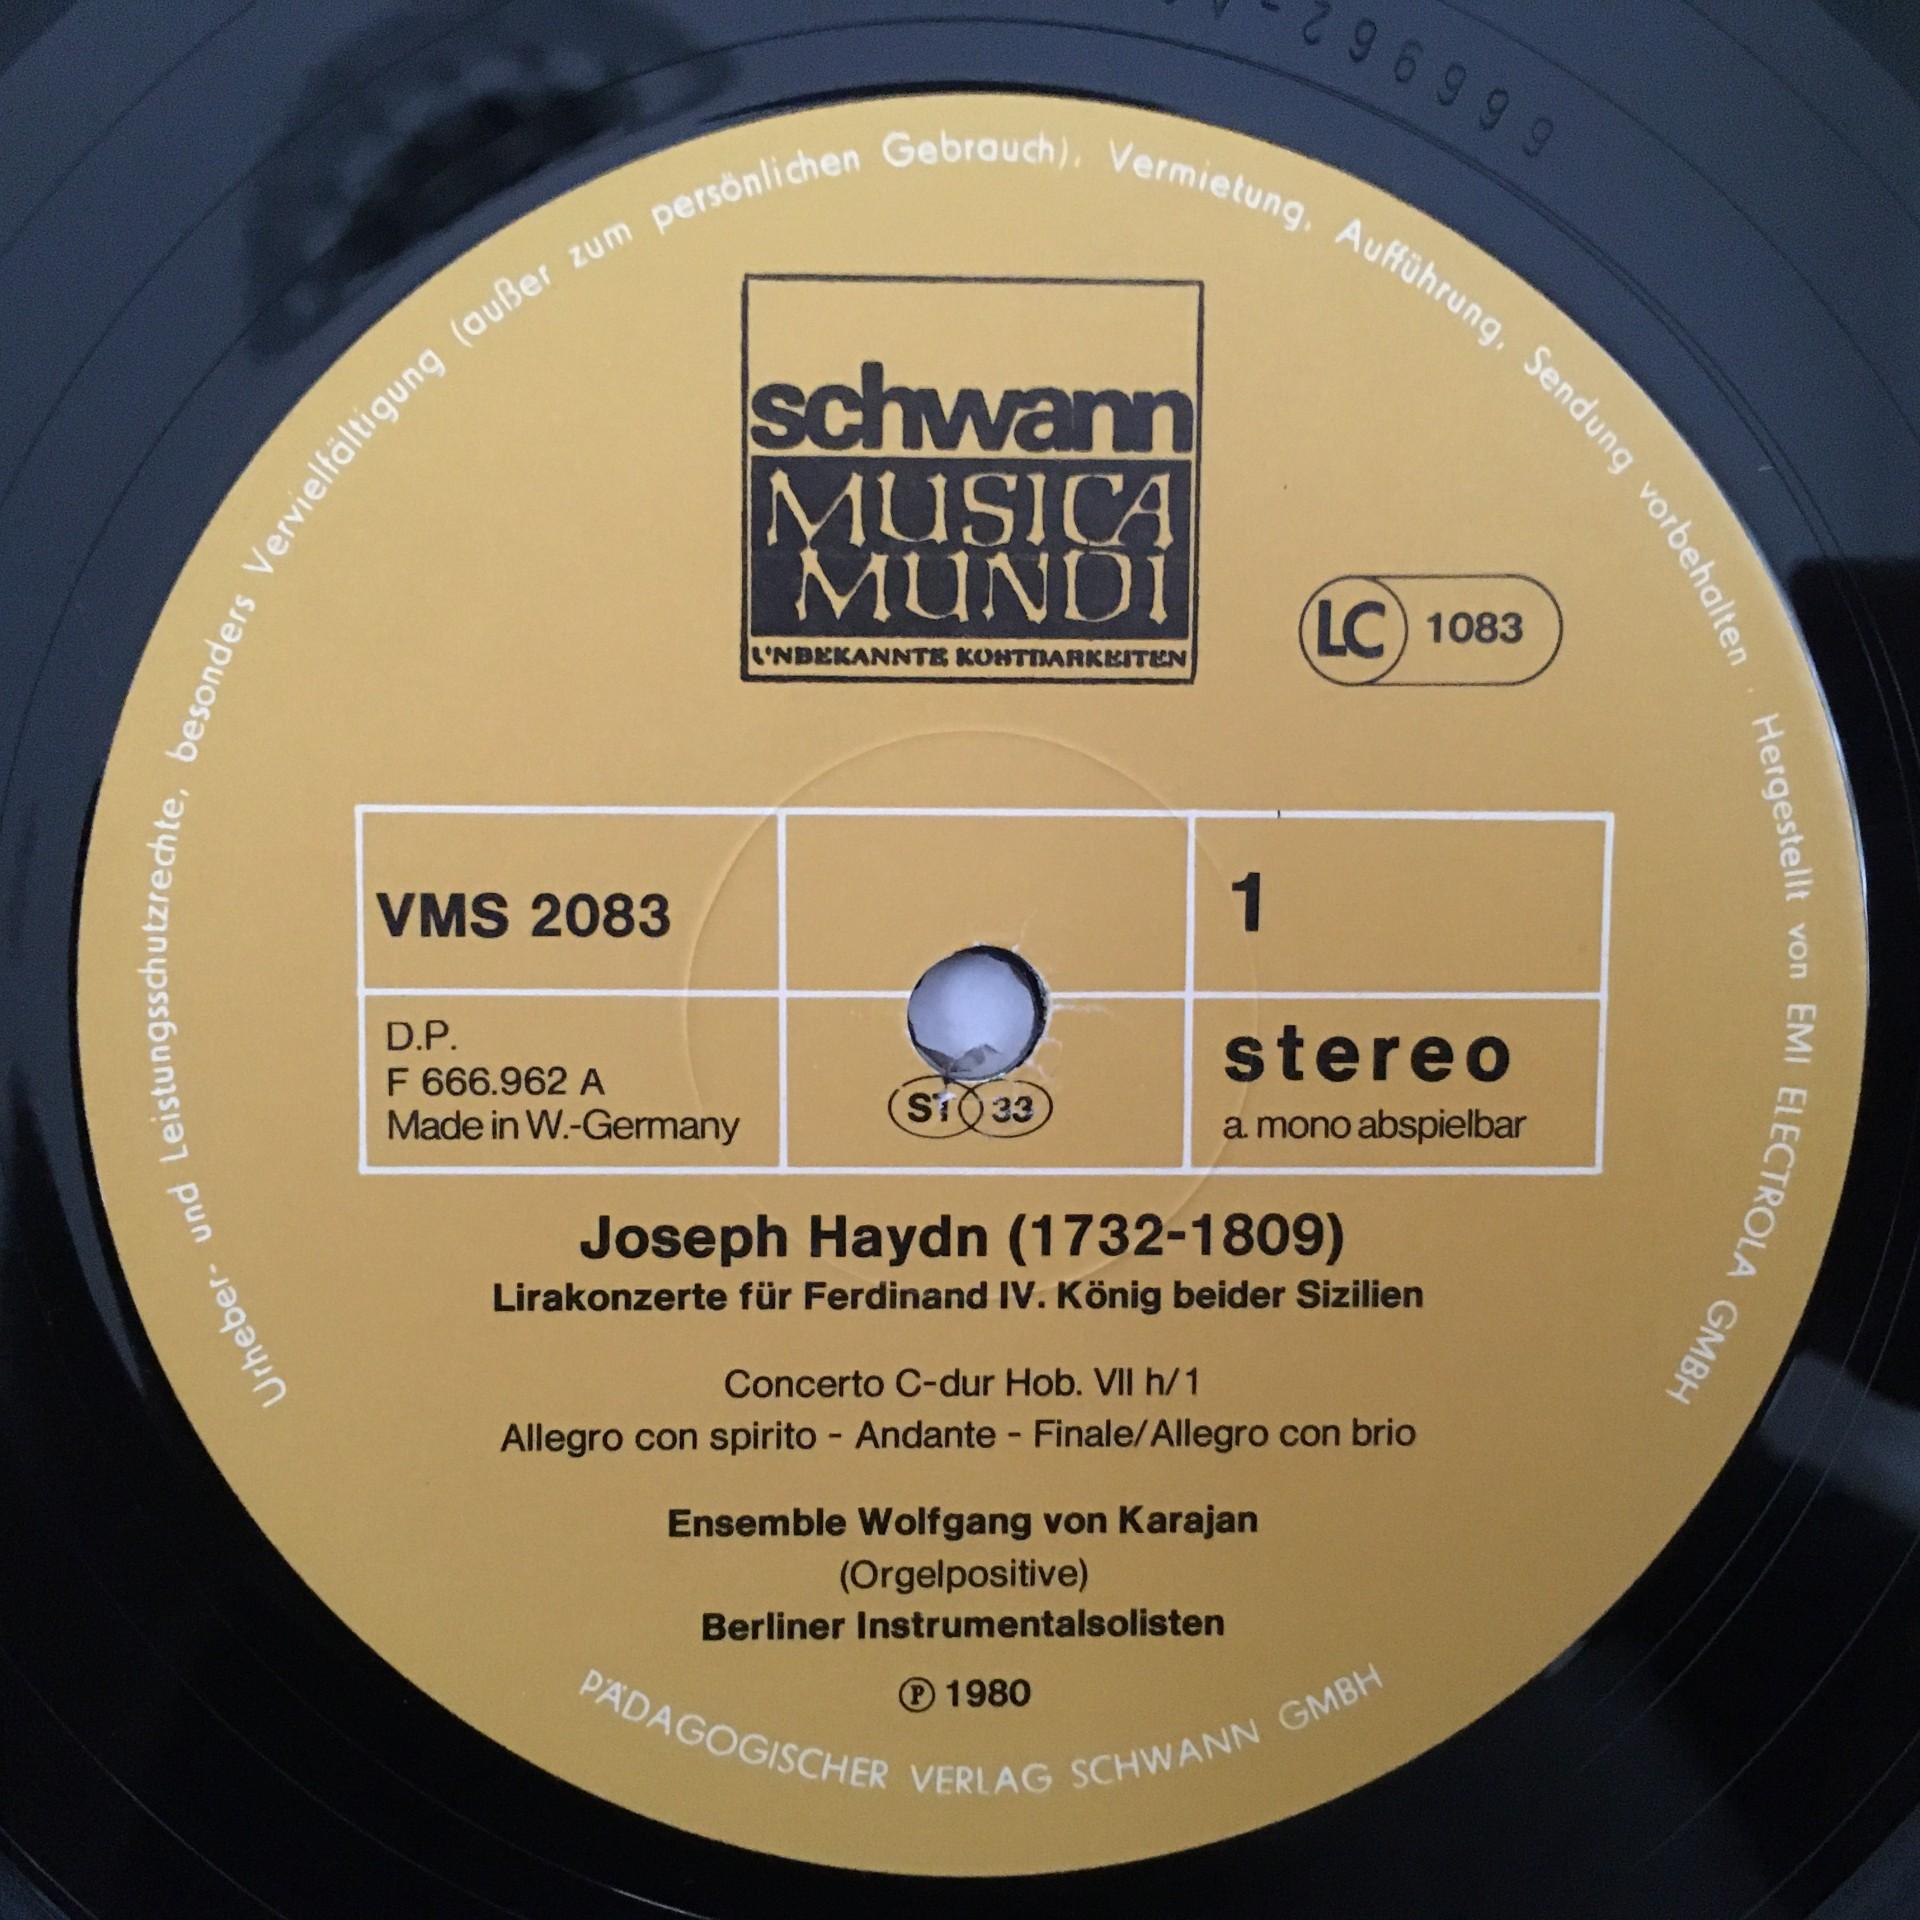 66696 2-A
Urheber- und Leistungsschutzrechte, besonders Vervielfältigung (außer zum persönlichen Gebrauch), Vermietung, Aufführung, Sendung vorbehalten . Hergestellt von EMI ELECTROLA GMBH
schwann
MUSICA
MUNDI
UNBEKANNTE KOSTBARKEITEN
LC 1083
VMS 2083
1
D.P.
F 666.962 A
Made in W.-Germany
ST 33
stereo
a. mono abspielbar
Joseph Haydn (1732-1809)
Lirakonzerte für Ferdinand IV. König beider Sizilien
Concerto C-dur Hob. VII h/1
Allegro con spirito - Andante - Finale/Allegro con brio
Ensemble Wolfgang von Karajan
(Orgelpositive)
Berliner Instrumentalsolisten
Ⓟ 1980
PÄDAGOGISCHER VERLAG SCHWANN GMBH